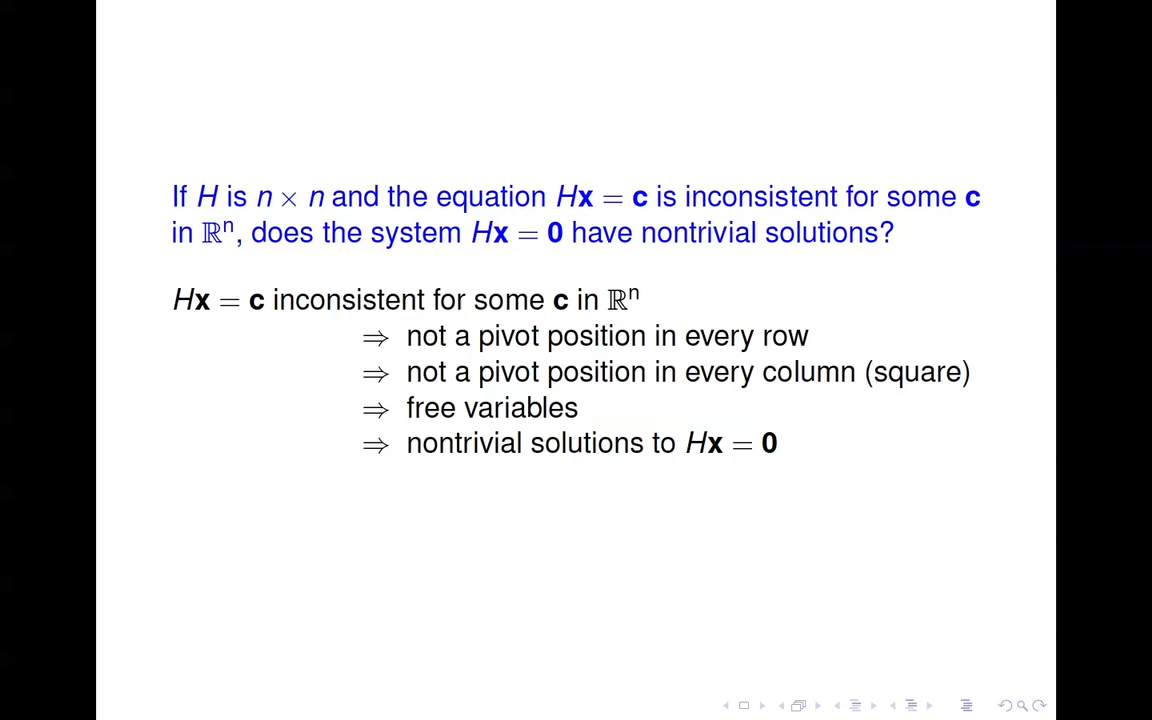 If H is n × n and the equation Hx = c is inconsistent for some c
in ℝⁿ, does the system Hx = 0 have nontrivial solutions?
Hx = c inconsistent for some c in ℝⁿ
⇒ not a pivot position in every row
⇒ not a pivot position in every column (square)
⇒ free variables
⇒ nontrivial solutions to Hx = 0